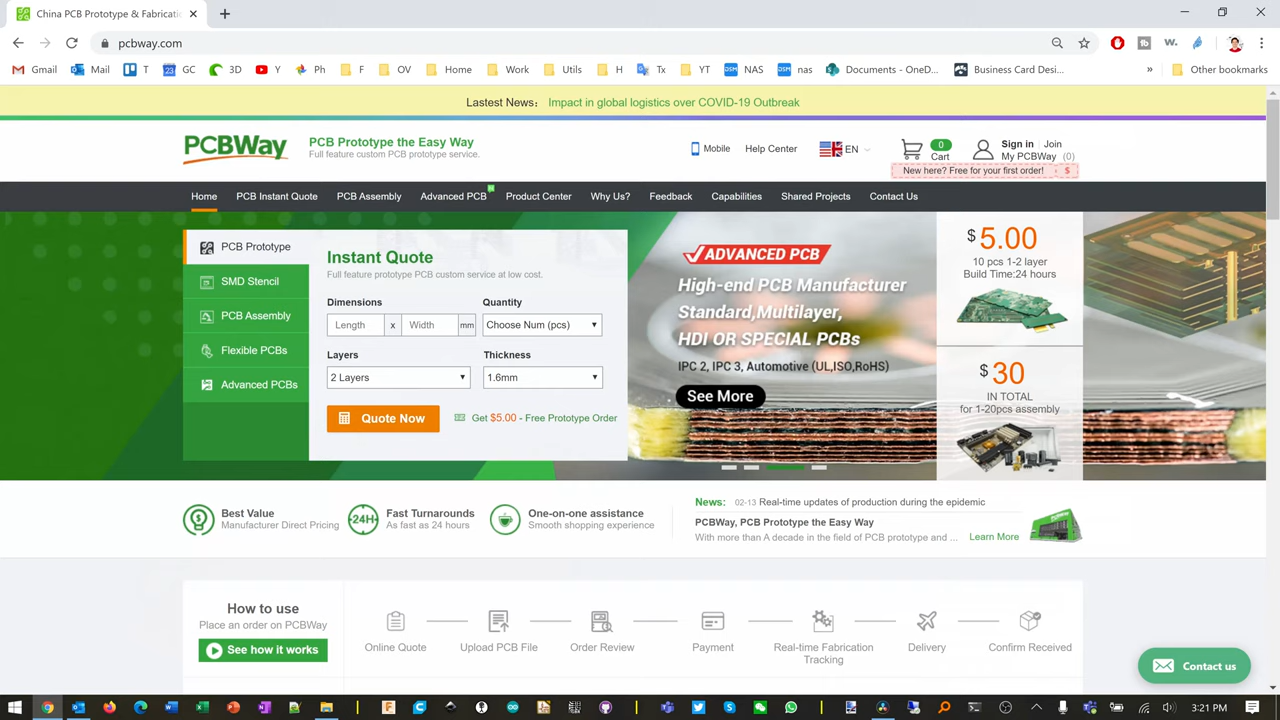 China PCB Prototype & Fabricatio
pcbway.com
Gmail
Mail
T
GC
3D
Y
Ph
F
OV
Home
Work
Utils
H
Tx
YT
NAS
nas
Documents - OneD...
Business Card Desi...
»
Other bookmarks
Lastest News: Impact in global logistics over COVID-19 Outbreak
PCBWay
PCB Prototype the Easy Way
Full feature custom PCB prototype service.
Mobile
Help Center
EN
0
Cart
Sign in
Join
My PCBWay (0)
New here? Free for your first order! $
Home
PCB Instant Quote
PCB Assembly
Advanced PCB
Product Center
Why Us?
Feedback
Capabilities
Shared Projects
Contact Us
PCB Prototype
SMD Stencil
PCB Assembly
Flexible PCBs
Advanced PCBs
Instant Quote
Full feature prototype PCB custom service at low cost.
Dimensions
Quantity
Length x Width mm
Choose Num (pcs)
Layers
Thickness
2 Layers
1.6mm
Quote Now
Get $5.00 - Free Prototype Order
ADVANCED PCB
High-end PCB Manufacturer
Standard,Multilayer,
HDI OR SPECIAL PCBs
IPC 2, IPC 3, Automotive (UL,ISO,RoHS)
See More
$ 5.00
10 pcs 1-2 layer
Build Time:24 hours
$ 30
IN TOTAL
for 1-20pcs assembly
Best Value
Manufacturer Direct Pricing
24H
Fast Turnarounds
As fast as 24 hours
One-on-one assistance
Smooth shopping experience
News: 02-13 Real-time updates of production during the epidemic
PCBWay, PCB Prototype the Easy Way
With more than A decade in the field of PCB prototype and ...
Learn More
How to use
Place an order on PCBWay
See how it works
Online Quote
Upload PCB File
Order Review
Payment
Real-time Fabrication
Tracking
Delivery
Confirm Received
Contact us
3:21 PM